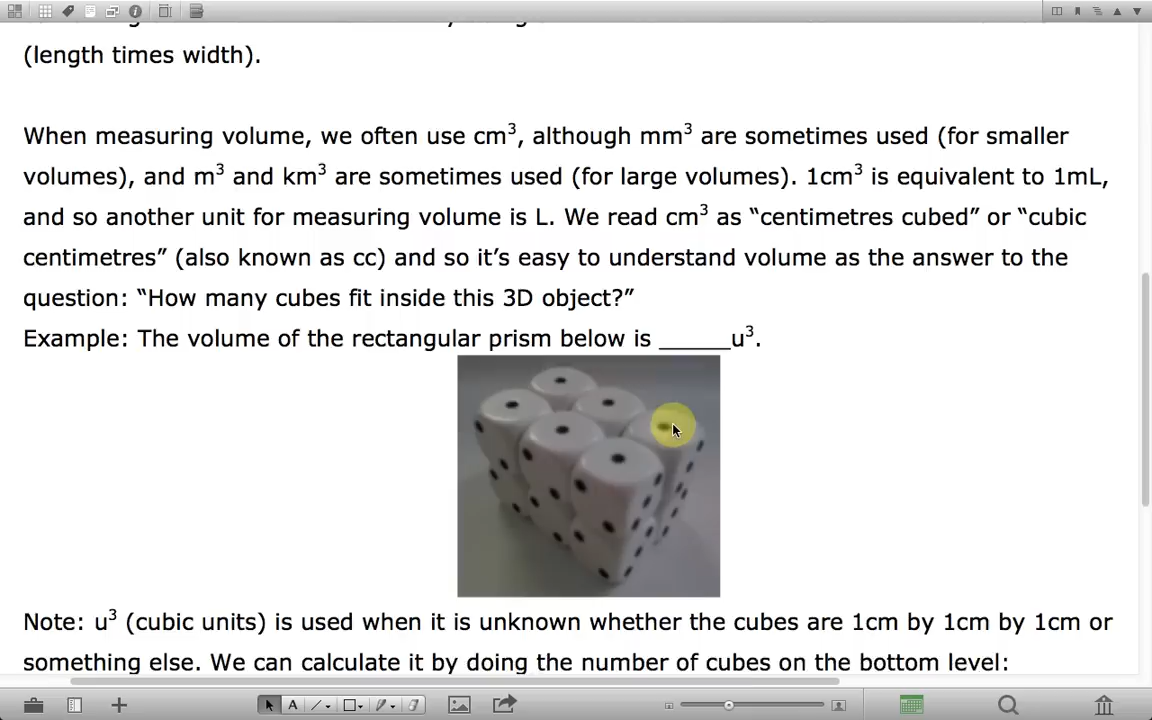 (length times width).
When measuring volume, we often use cm³, although mm³ are sometimes used (for smaller
volumes), and m³ and km³ are sometimes used (for large volumes). 1cm³ is equivalent to 1mL,
and so another unit for measuring volume is L. We read cm³ as “centimetres cubed” or “cubic
centimetres” (also known as cc) and so it’s easy to understand volume as the answer to the
question: “How many cubes fit inside this 3D object?”
Example: The volume of the rectangular prism below is ______u³.
Note: u³ (cubic units) is used when it is unknown whether the cubes are 1cm by 1cm by 1cm or
something else. We can calculate it by doing the number of cubes on the bottom level:
A